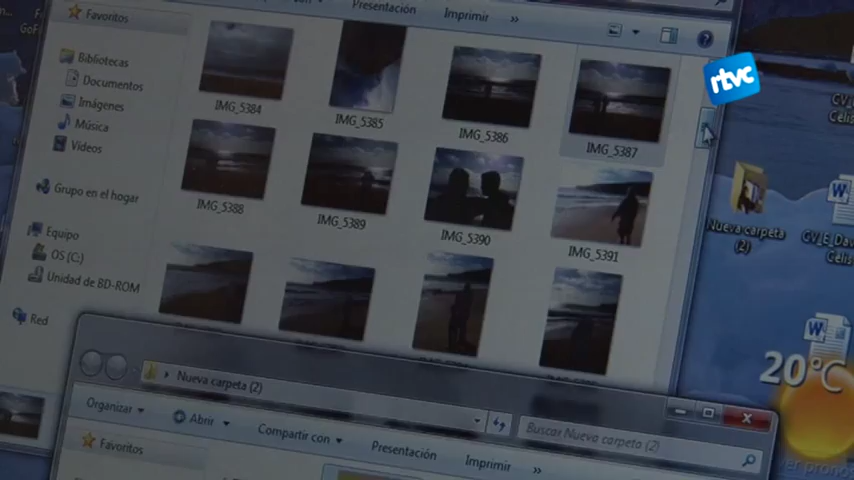 Presentación
Imprimir
»
Favoritos
Bibliotecas
Documentos
Imágenes
Música
Vídeos
Grupo en el hogar
Equipo
OS (C:)
Unidad de BD-ROM
Red
IMG_5384
IMG_5385
IMG_5386
IMG_5387
IMG_5388
IMG_5389
IMG_5390
IMG_5391
rtvc
Nueva carpeta
(2)
20°C
Nueva carpeta (2)
Buscar Nueva carpeta (2)
Organizar
Abrir
Compartir con
Presentación
Imprimir
»
Favoritos